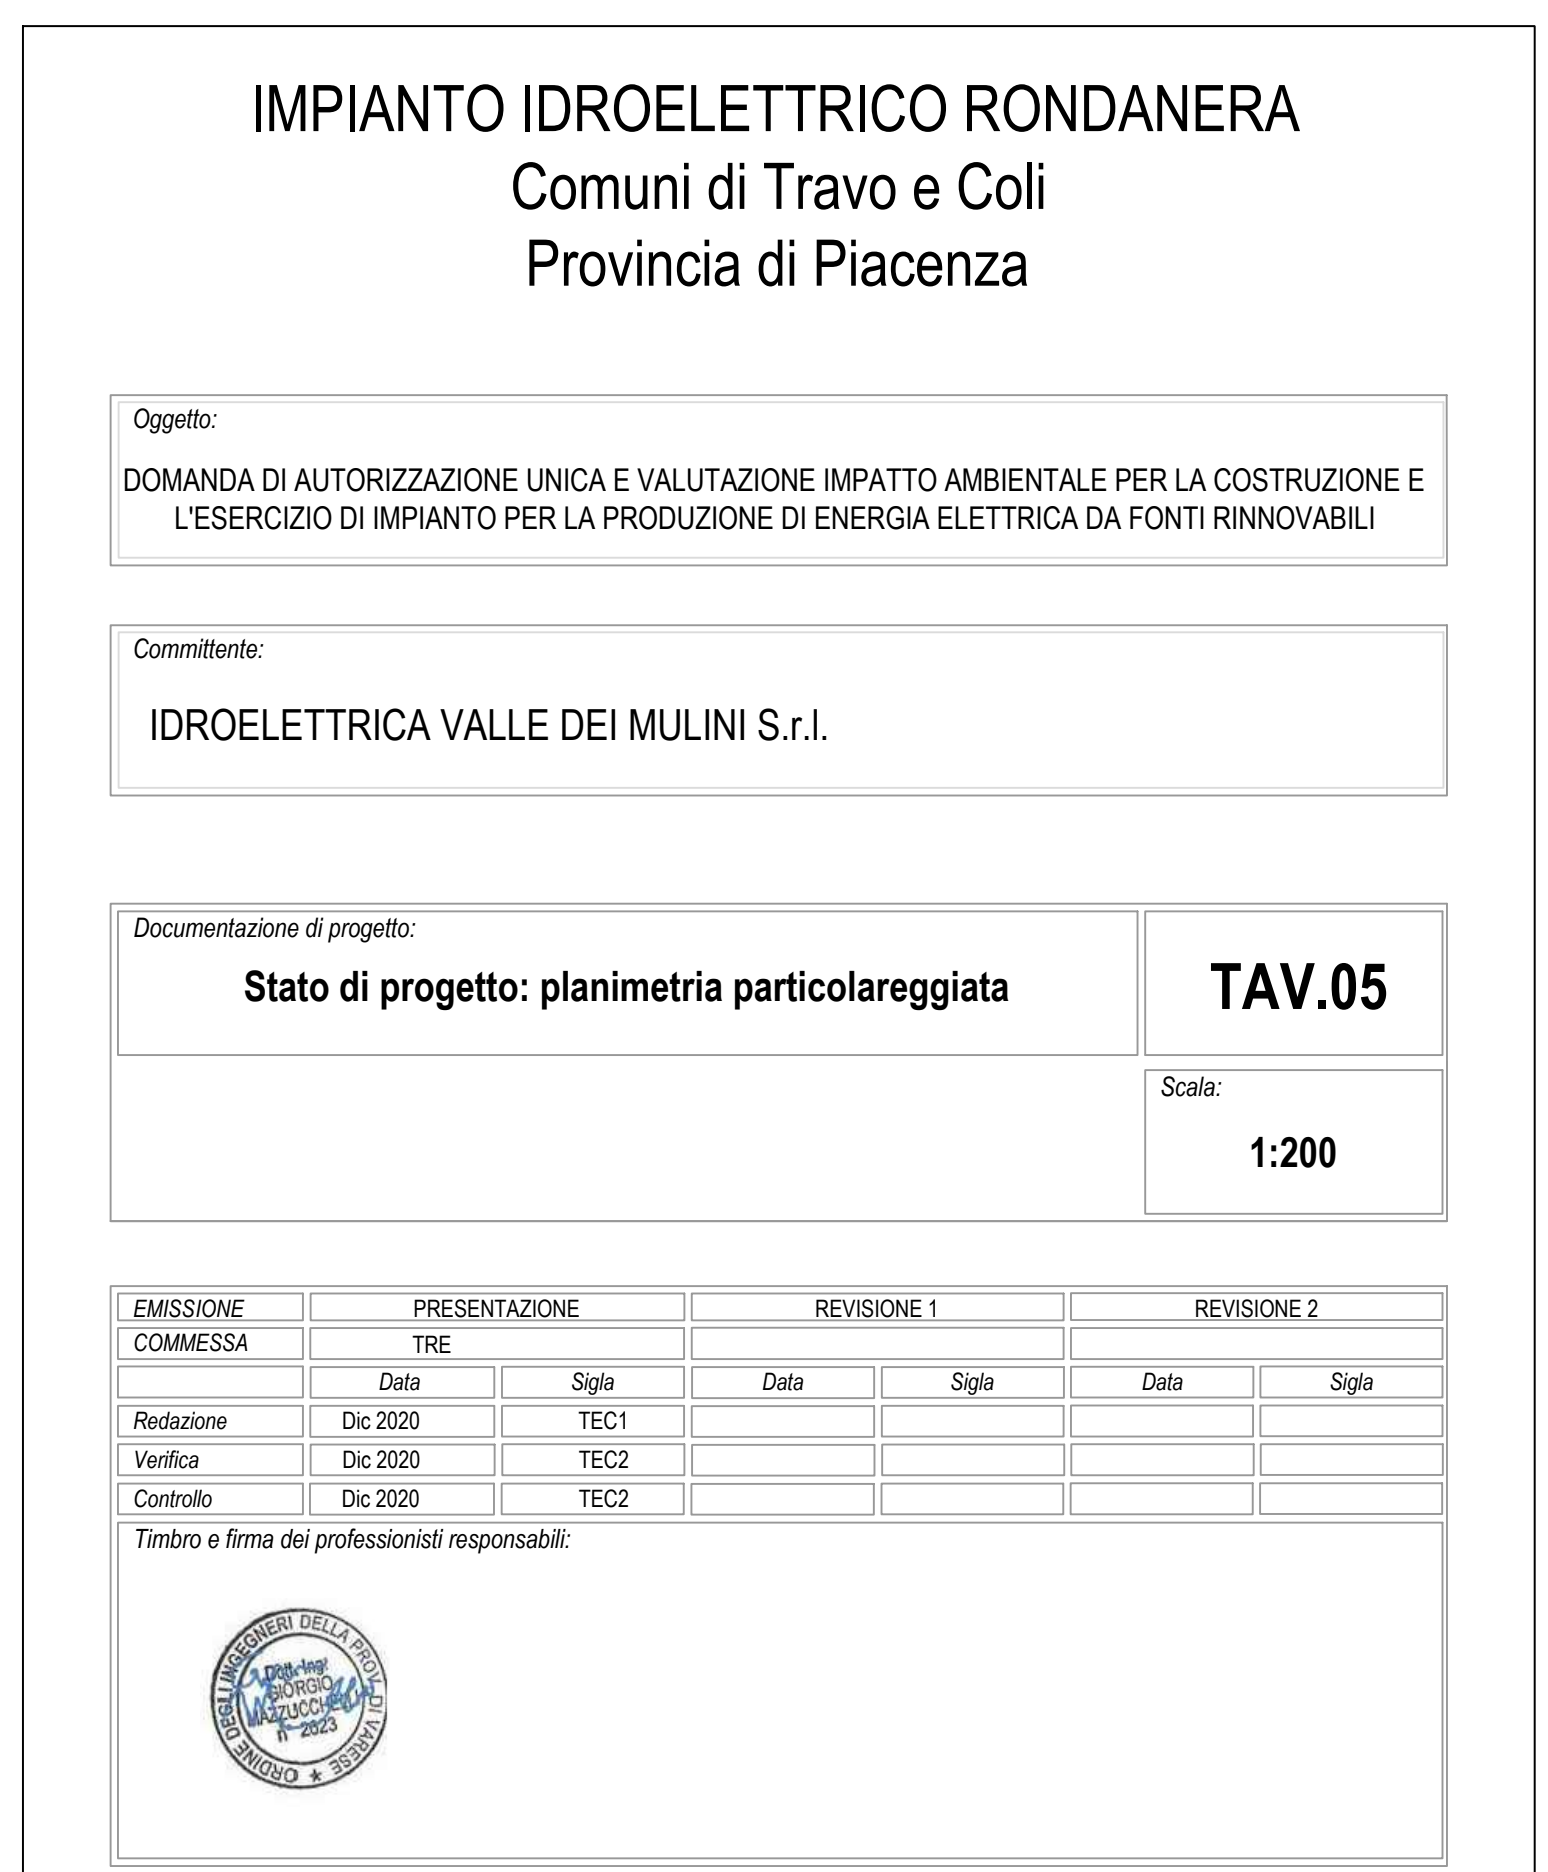 IMPIANTO IDROELETTRICO RONDANERA
Comuni di Travo e Coli
Provincia di Piacenza
Oggetto:
DOMANDA DI AUTORIZZAZIONE UNICA E VALUTAZIONE IMPATTO AMBIENTALE PER LA COSTRUZIONE E
L'ESERCIZIO DI IMPIANTO PER LA PRODUZIONE DI ENERGIA ELETTRICA DA FONTI RINNOVABILI
Committente:
IDROELETTRICA VALLE DEI MULINI S.r.l.
Documentazione di progetto:
Stato di progetto: planimetria particolareggiata
TAV.05
Scala:
1:200
EMISSIONE PRESENTAZIONE REVISIONE 1 REVISIONE 2
COMMESSA TRE
Data Sigla Data Sigla Data Sigla
Redazione Dic 2020 TEC1
Verifica Dic 2020 TEC2
Controllo Dic 2020 TEC2
Timbro e firma dei professionisti responsabili:
ORDINE DEGLI INGEGNERI DELLA PROV. DI VARESE
Dott. Ing.
GIORGIO
MAZZUCCHELLI
n° 2623